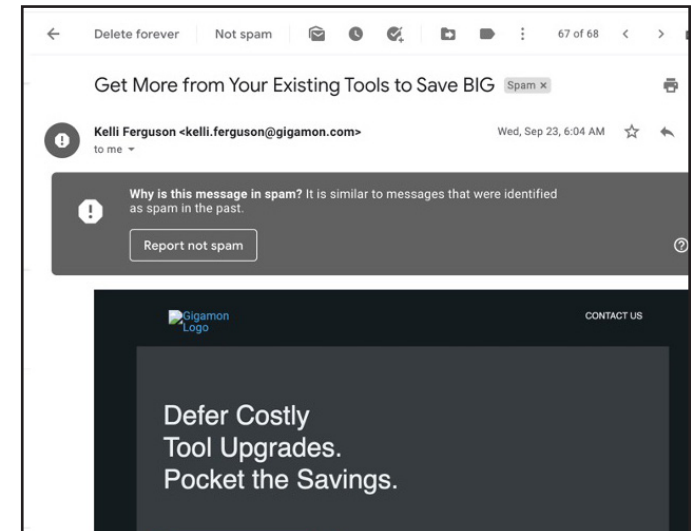 Delete forever Not spam 67 of 68
Get More from Your Existing Tools to Save BIG Spam ×
Kelli Ferguson <kelli.ferguson@gigamon.com> Wed, Sep 23, 6:04 AM
to me
Why is this message in spam? It is similar to messages that were identified
as spam in the past.
Report not spam
Gigamon
Logo
CONTACT US
Defer Costly
Tool Upgrades.
Pocket the Savings.